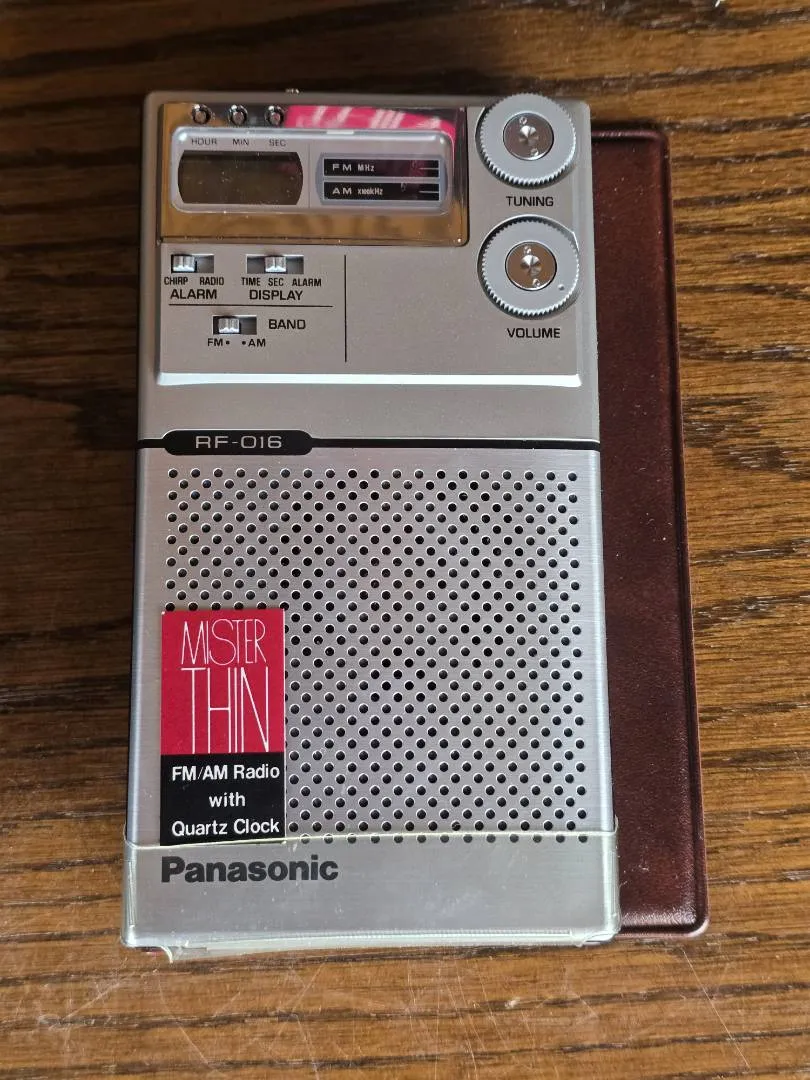 HOUR MIN SEC
FM MHz
AM x100kHz
TUNING
CHIRP RADIO
ALARM
TIME SEC ALARM
DISPLAY
VOLUME
BAND
FM• •AM
RF-016
MISTER
THIN
FM/AM Radio
with
Quartz Clock
Panasonic